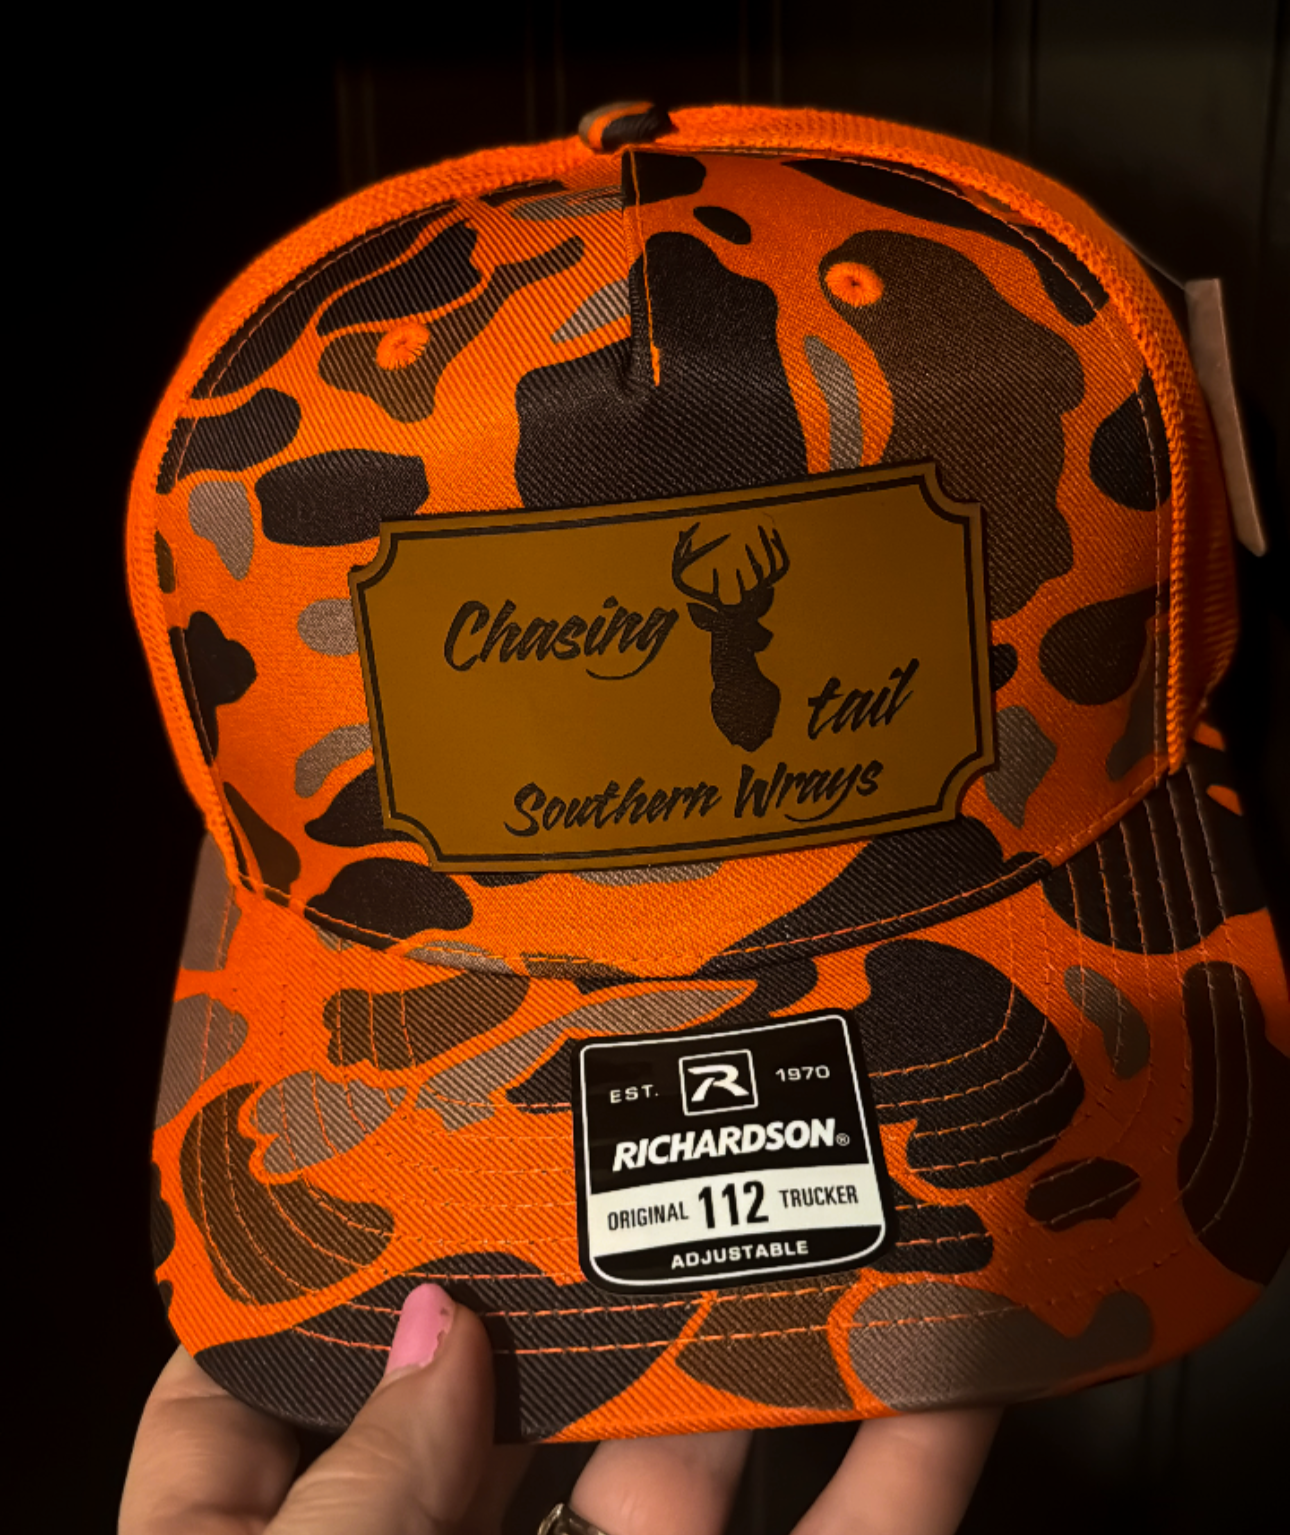 Chasing
tail
Southern Wrays
EST. R 1970
RICHARDSON®
ORIGINAL 112 TRUCKER
ADJUSTABLE